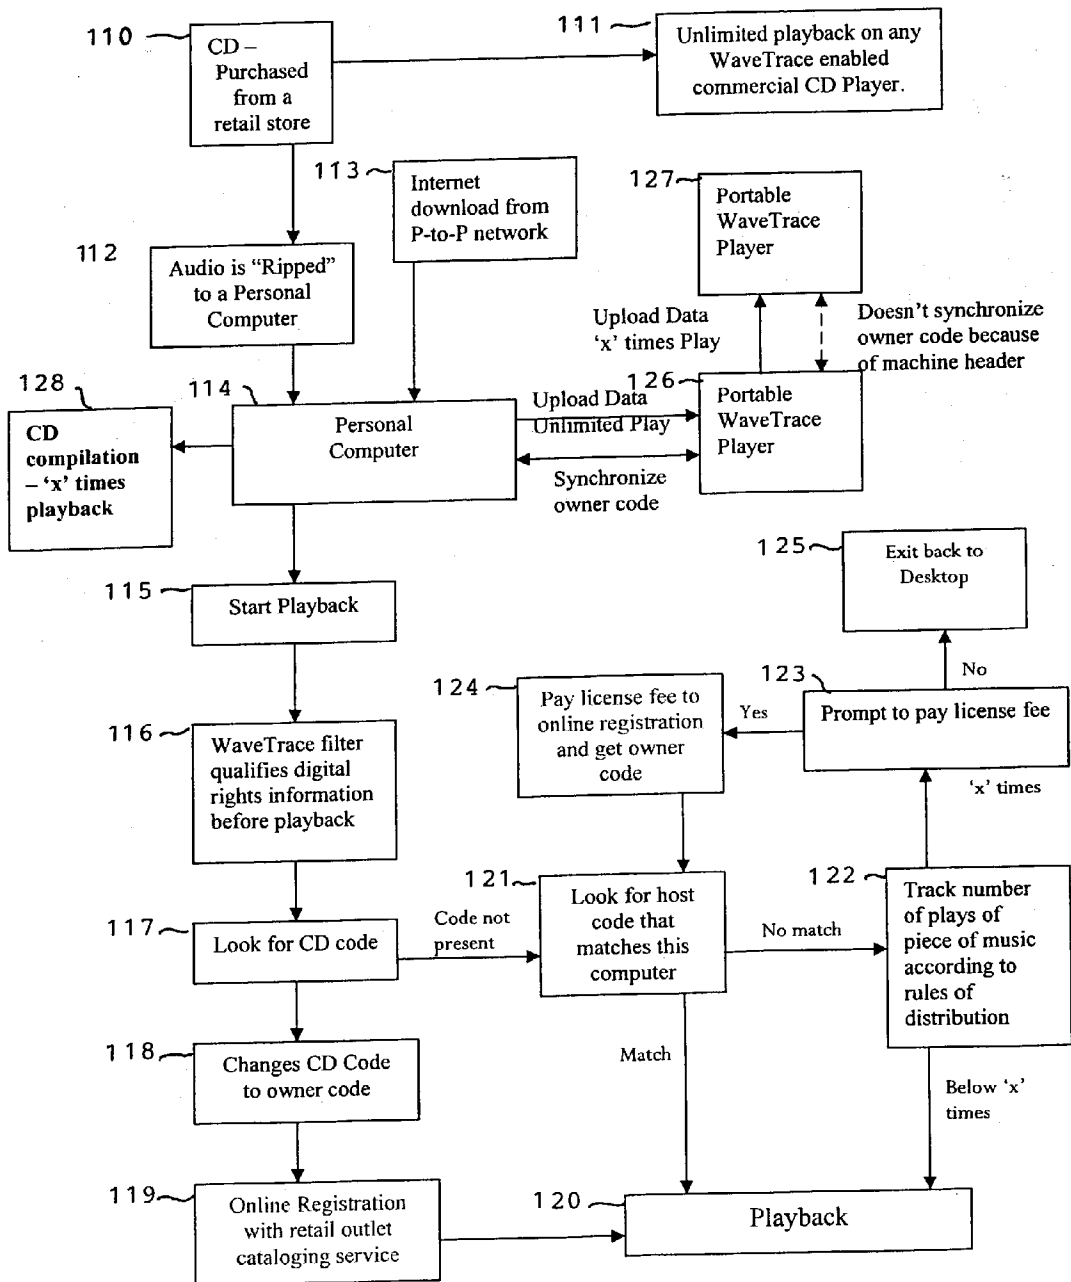 110
CD –
Purchased
from a
retail store
111
Unlimited playback on any
WaveTrace enabled
commercial CD Player.
113
Internet
download from
P-to-P network
127
Portable
WaveTrace
Player
112
Audio is “Ripped”
to a Personal
Computer
Upload Data
‘x’ times Play
Doesn’t synchronize
owner code because
of machine header
128
CD
compilation
– ‘x’ times
playback
114
Personal
Computer
Upload Data
Unlimited Play
Synchronize
owner code
126
Portable
WaveTrace
Player
125
Exit back to
Desktop
115
Start Playback
No
124
Pay license fee to
online registration
and get owner
code
Yes
123
Prompt to pay license fee
‘x’ times
116
WaveTrace filter
qualifies digital
rights information
before playback
117
Look for CD code
Code not
present
121
Look for host
code that
matches this
computer
No match
122
Track number
of plays of
piece of music
according to
rules of
distribution
118
Changes CD Code
to owner code
Match
Below ‘x’
times
119
Online Registration
with retail outlet
cataloging service
120
Playback